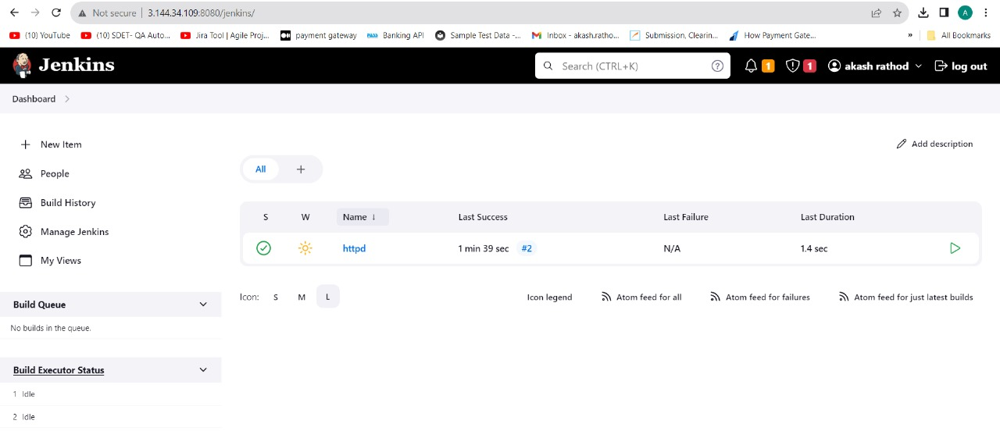 Not secure 3.144.34.109:8080/jenkins/ A
(10) YouTube (10) SDET- QA Auto... Jira Tool | Agile Proj... payment gateway PASS Banking API Sample Test Data -... Inbox - akash.ratho... Submission, Clearin... How Payment Gate... » All Bookmarks
Jenkins Search (CTRL+K) ? 1 1 akash rathod log out
Dashboard
New Item
People
Build History
Manage Jenkins
My Views
Build Queue
No builds in the queue.
Build Executor Status
1 Idle
2 Idle
Add description
All +
S W Name ↓ Last Success Last Failure Last Duration
httpd 1 min 39 sec #2 N/A 1.4 sec
Icon: S M L Icon legend Atom feed for all Atom feed for failures Atom feed for just latest builds